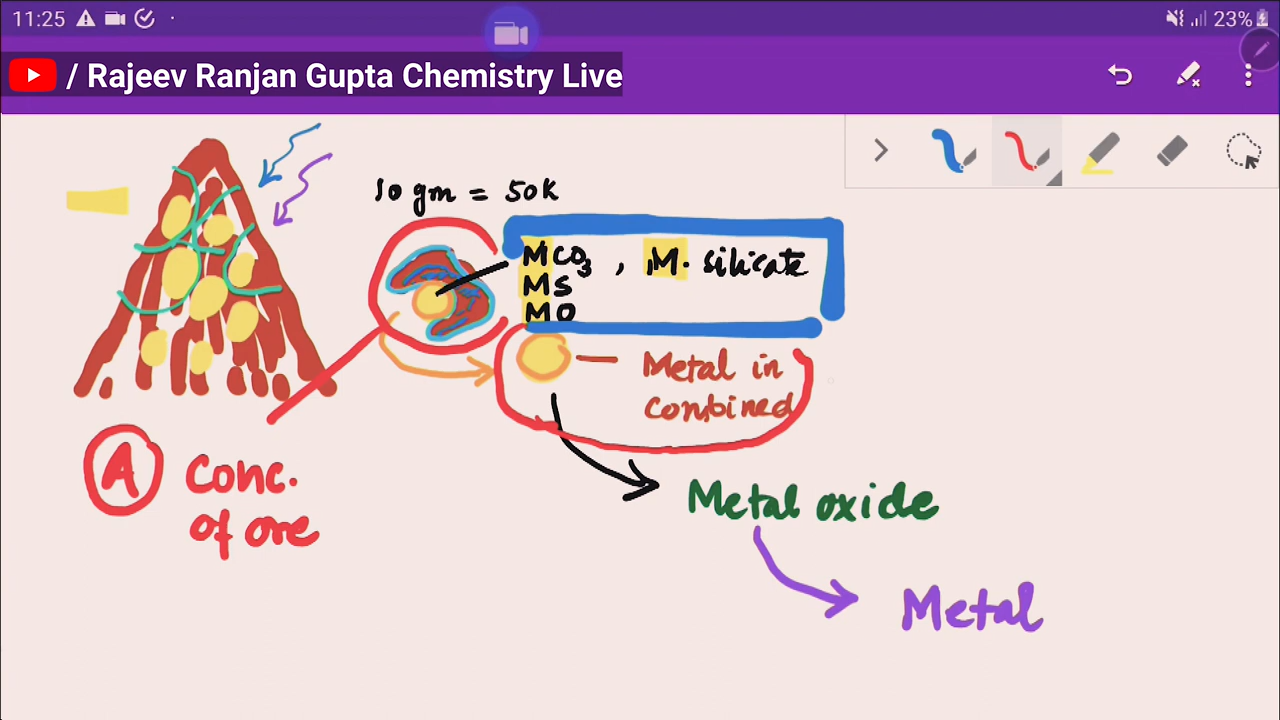 11:25
23%
/ Rajeev Ranjan Gupta Chemistry Live
10 gm = 50K
MCO3 , M. silicate
MS
MO
Metal in
combined
A Conc.
of ore
Metal oxide
Metal